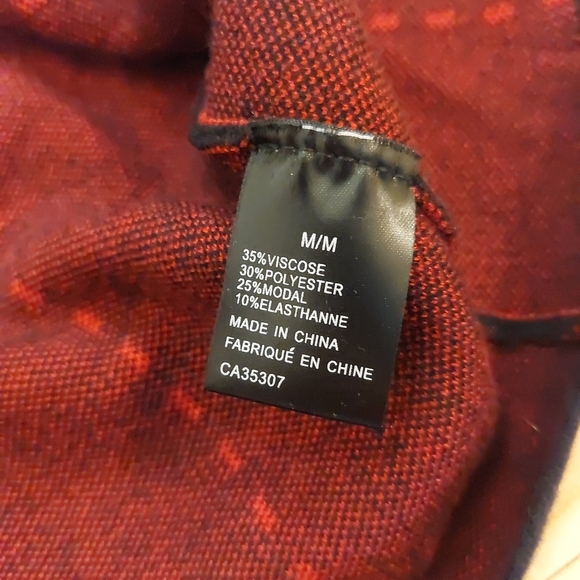 M/M
35%VISCOSE
30%POLYESTER
25%MODAL
10%ELASTHANNE
MADE IN CHINA
FABRIQUÉ EN CHINE
CA35307